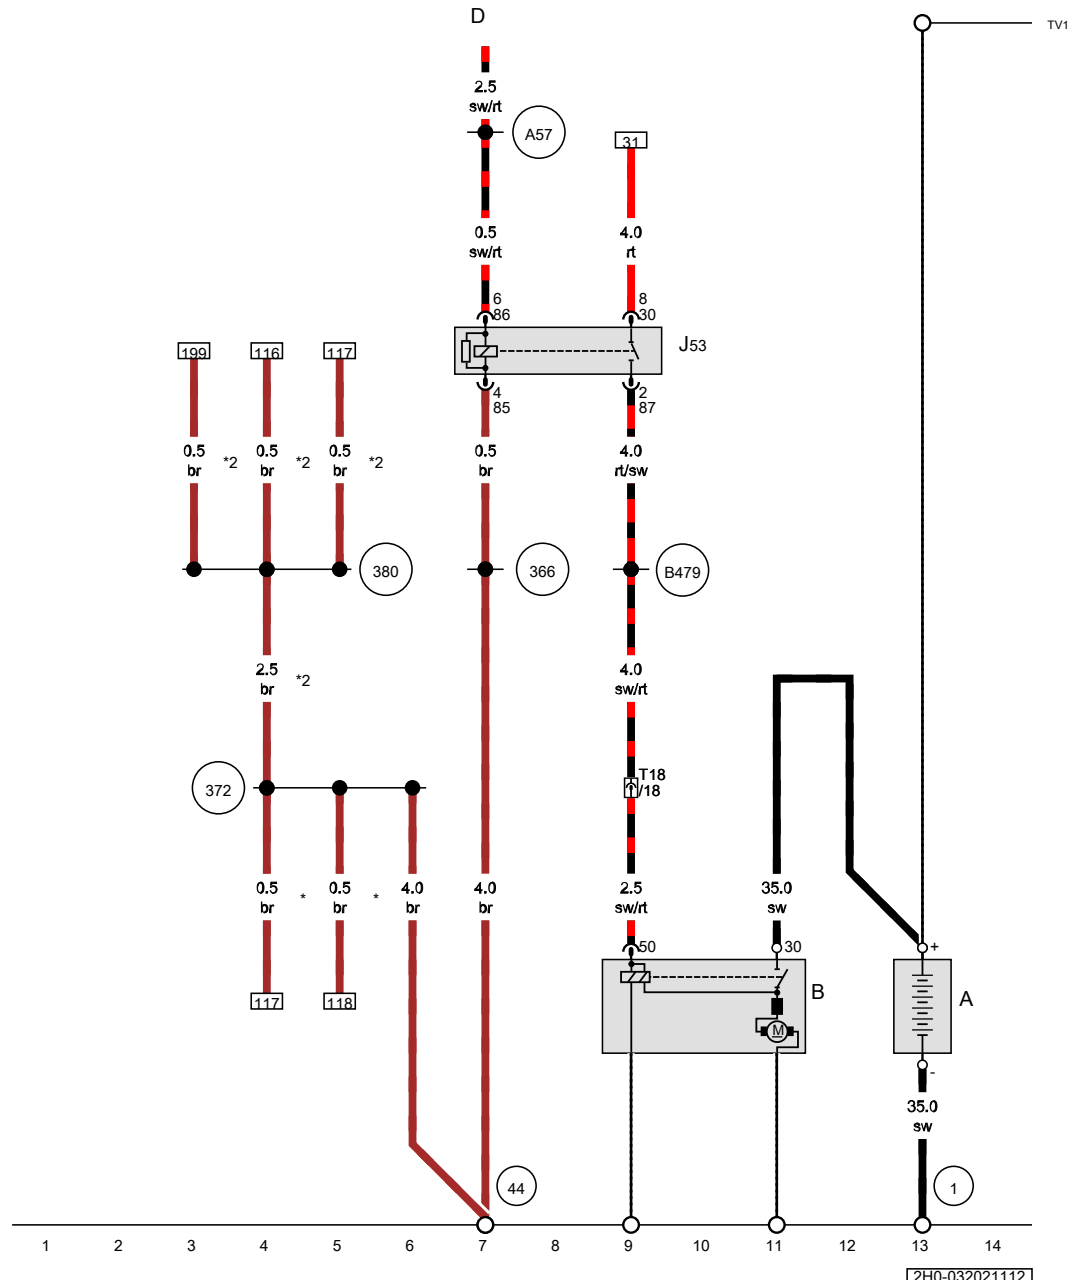 D
TV1
2.5
sw/rt
A57
31
0.5
sw/rt
4.0
rt
6
86
8
30
J53
199
116
117
4
85
2
87
0.5
br
*2
0.5
br
*2
0.5
br
*2
0.5
br
4.0
rt/sw
380
366
B479
2.5
br
*2
4.0
sw/rt
372
T18
/18
0.5
br
*
0.5
br
*
4.0
br
4.0
br
2.5
sw/rt
35.0
sw
50
30
+
117
118
B
M
A
-
35.0
sw
44
1
1 2 3 4 5 6 7 8 9 10 11 12 13 14
2H0-032021112